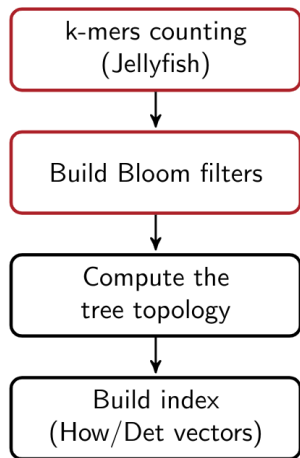 k-mers counting
(Jellyfish)
Build Bloom filters
Compute the
tree topology
Build index
(How/Det vectors)